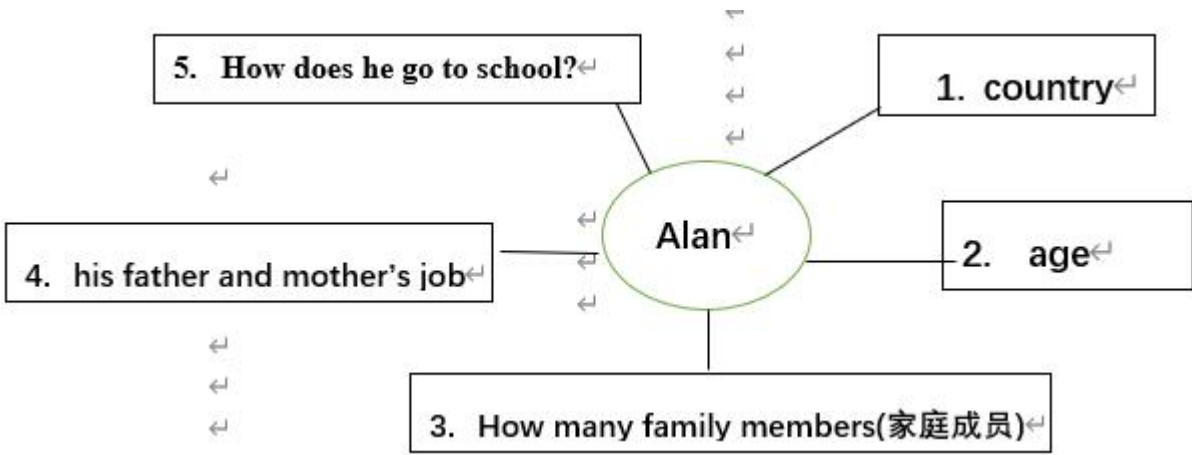 5. How does he go to school?
1. country
Alan
2. age
4. his father and mother's job
3. How many family members(家庭成员)